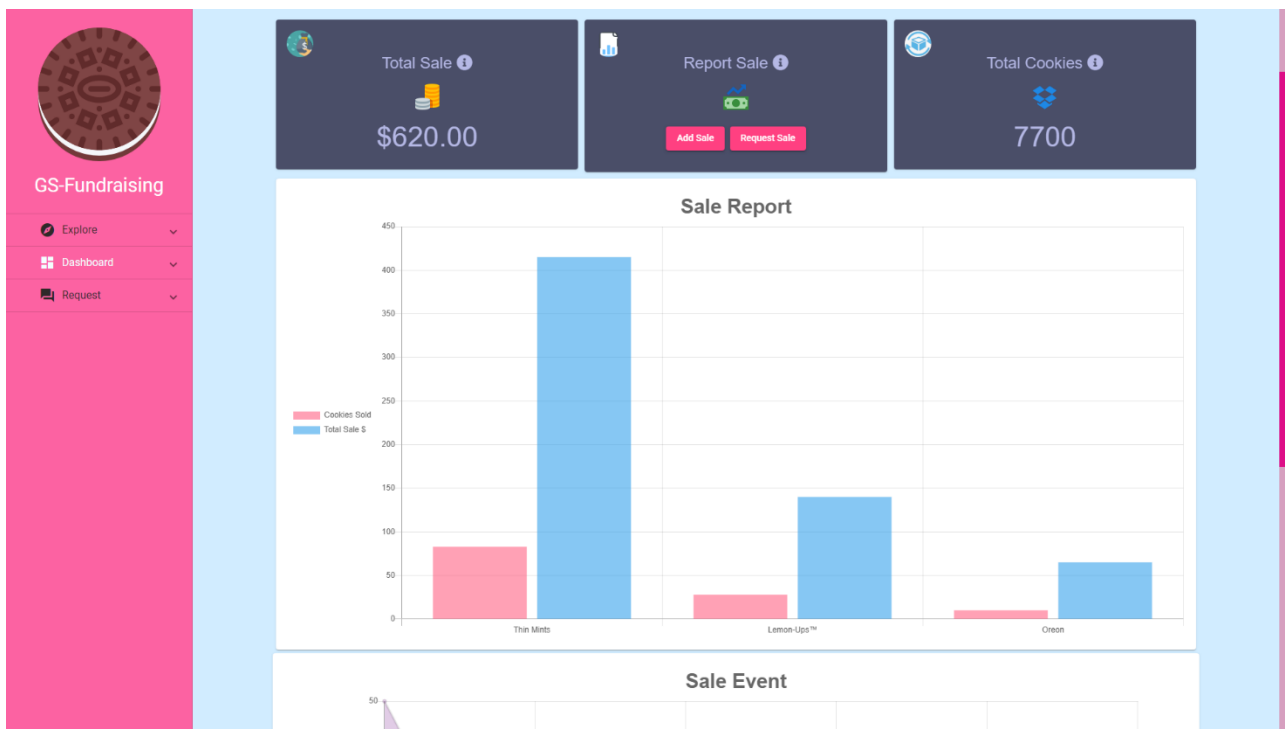 GS-Fundraising
Explore
Dashboard
Request
Total Sale
$620.00
Report Sale
Add Sale
Request Sale
Total Cookies
7700
Sale Report
450
400
350
300
250
200
150
100
50
0
Cookies Sold
Total Sale $
Thin Mints
Lemon-Ups™
Oreon
Sale Event
50